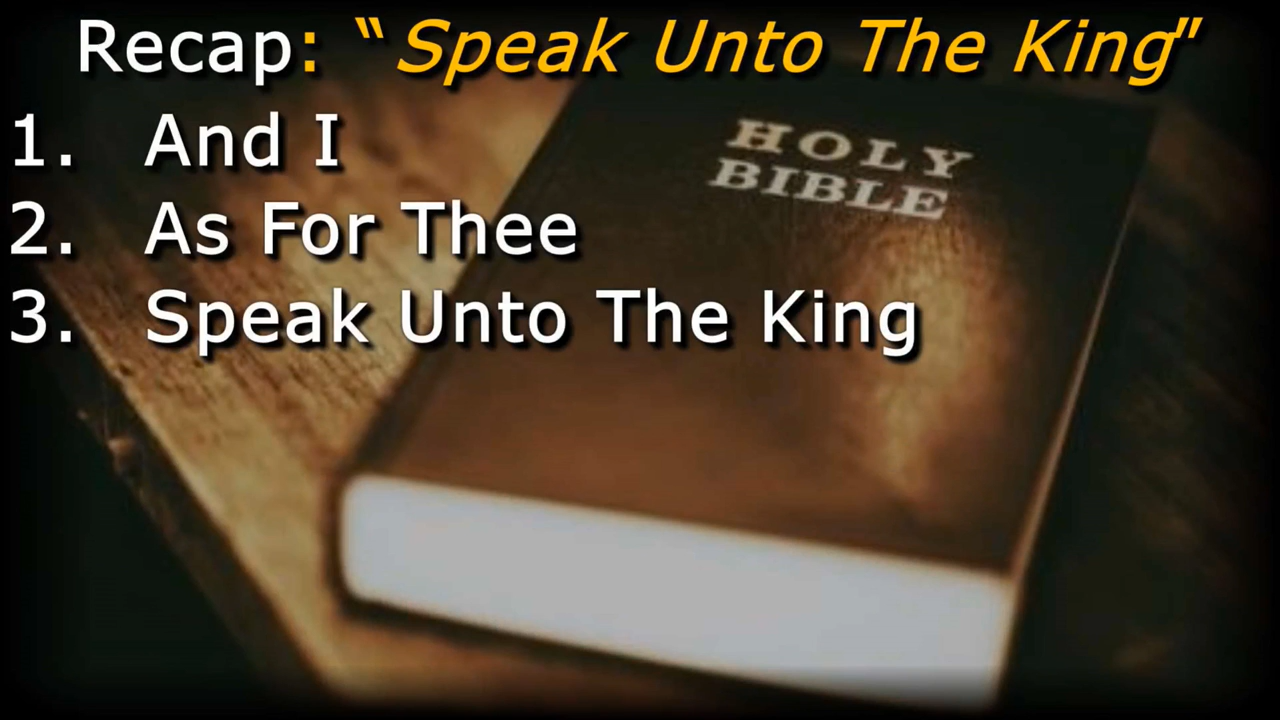 Recap: “Speak Unto The King”
1. And I
2. As For Thee
3. Speak Unto The King
HOLY
BIBLE